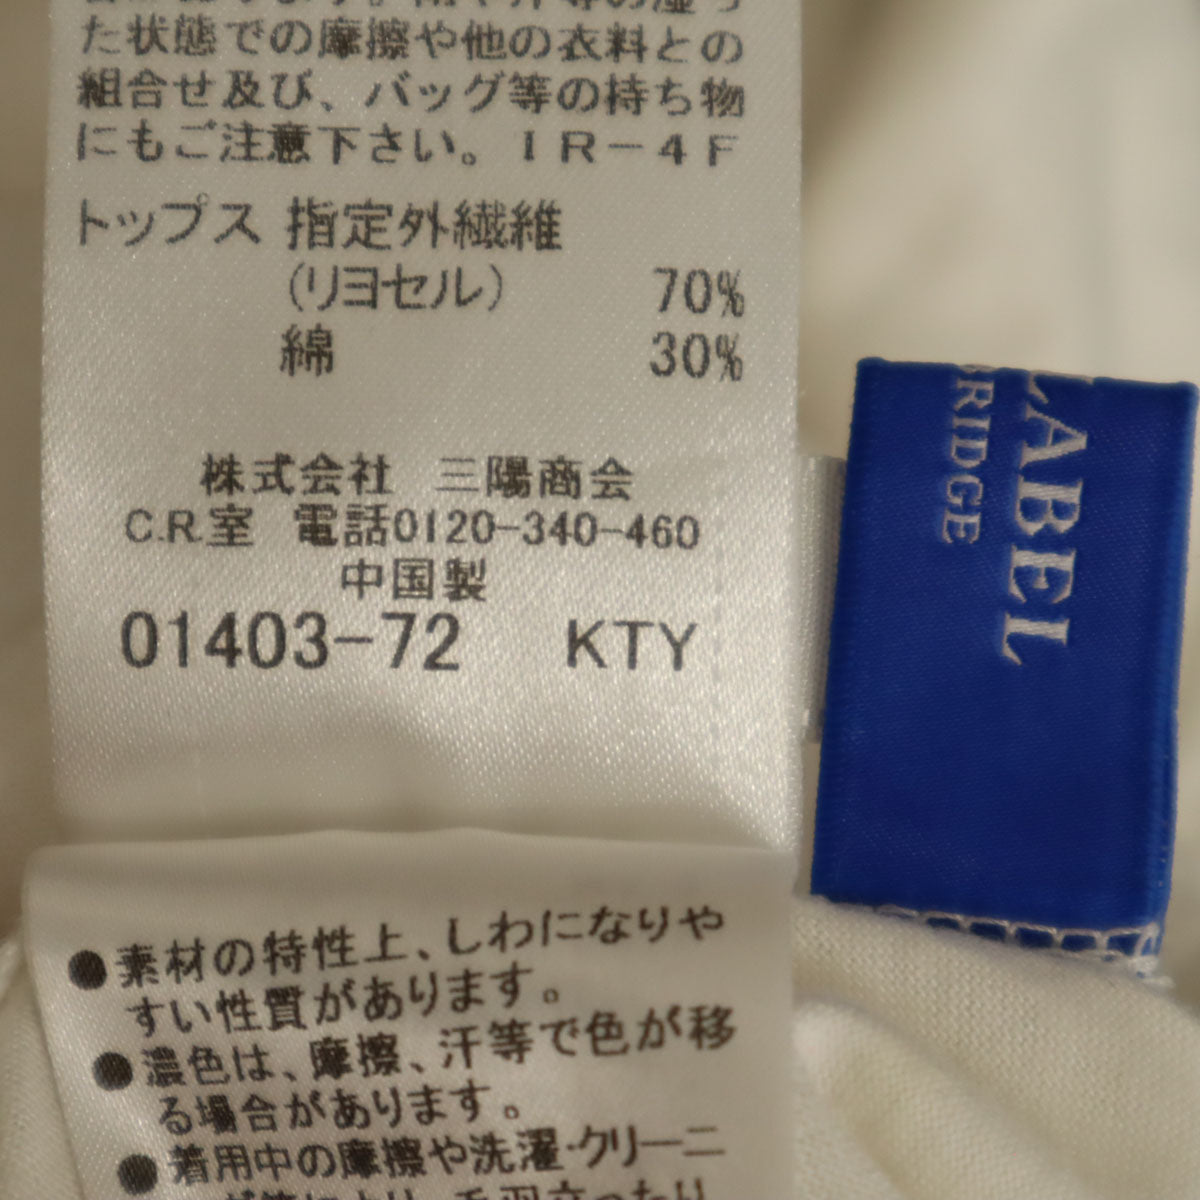 た状態での摩擦や他の衣料との
組合せ及び、バッグ等の持ち物
にもご注意下さい。IR-4F
トップス 指定外繊維
(リヨセル) 70%
綿 30%
株式会社 三陽商会
C.R.室 電話0120-340-460
中国製
01403-72 KTY
LABEL
BRIDGE
●素材の特性上、しわになりや
すい性質があります。
●濃色は、摩擦、汗等で色が移
る場合があります。
●着用中の摩擦や洗濯・クリーニ